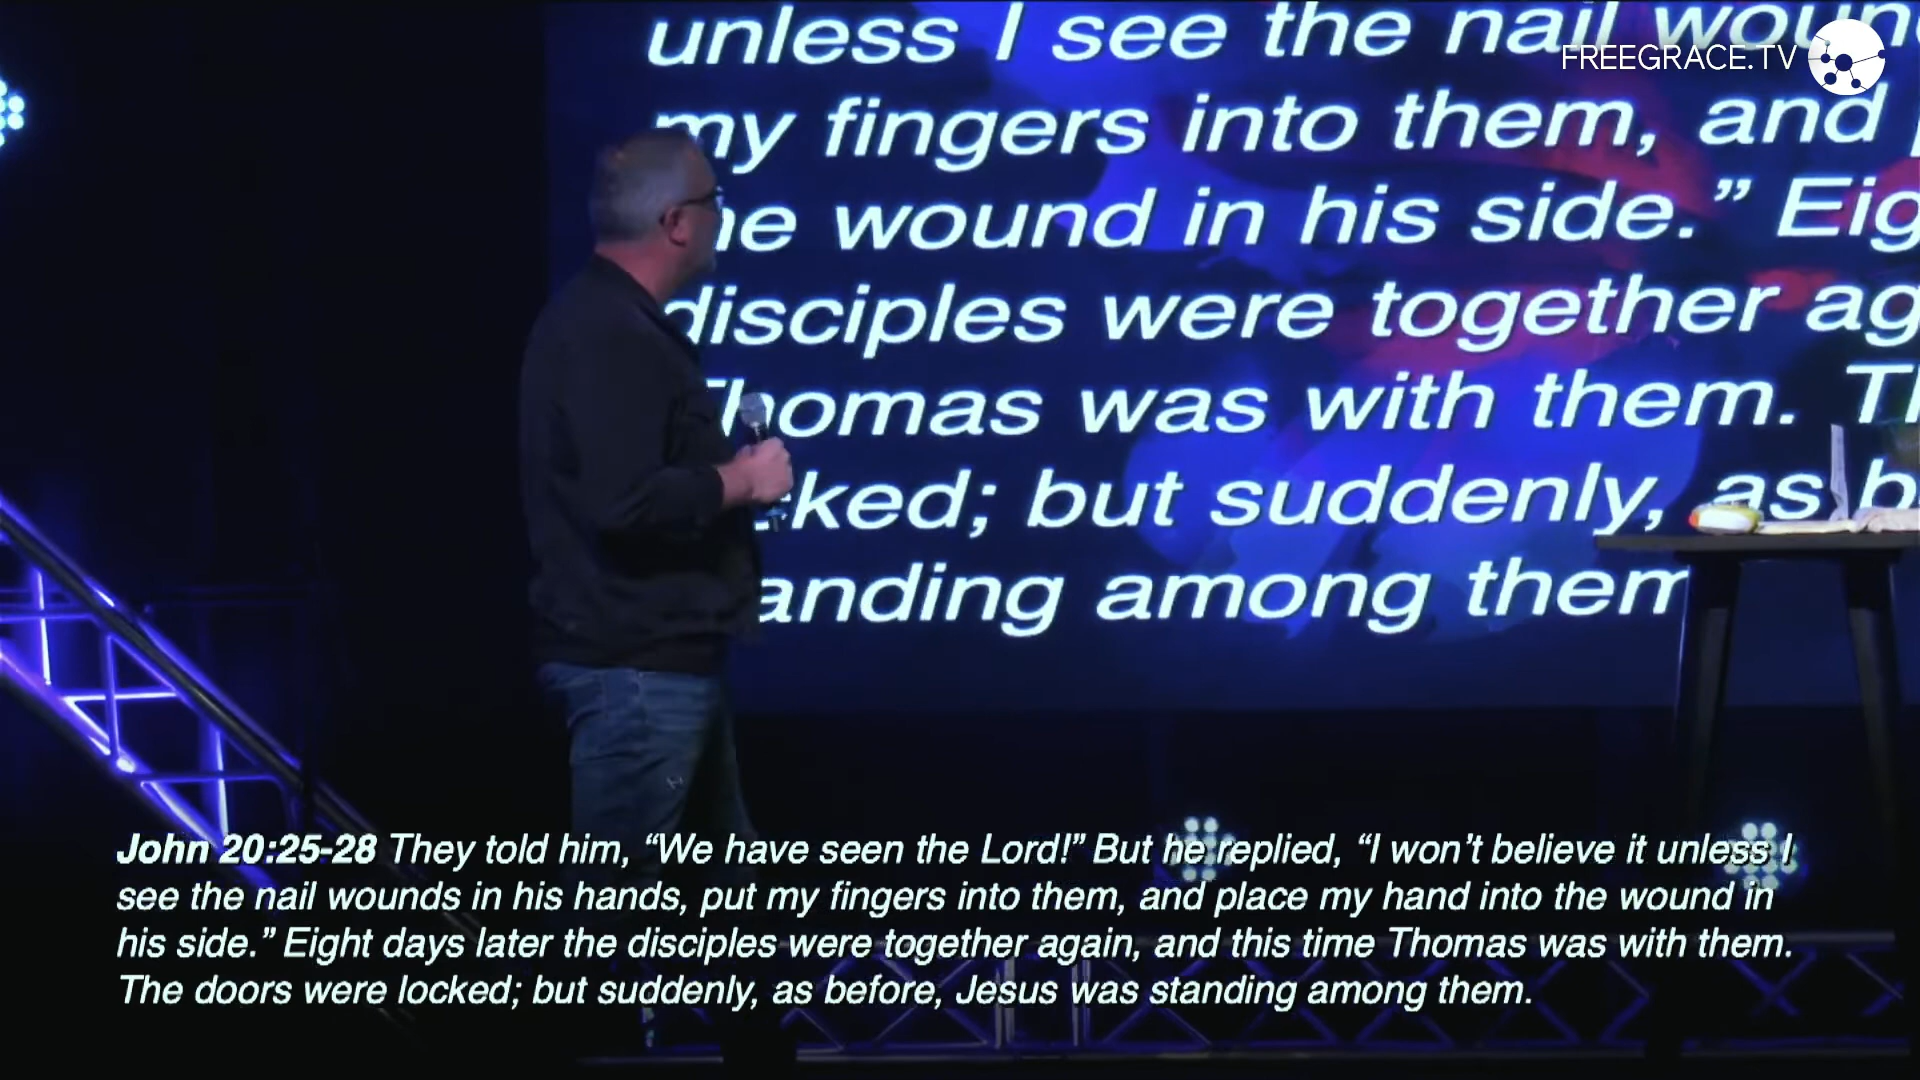 unless I see the nail
my fingers into them, and
wound in his side.”
disciples were together
was with them.
but suddenly, as
among them
FREEGRACE.TV
John 20:25-28 They told him, “We have seen the Lord!” But he replied, “I won’t believe it unless I
see the nail wounds in his hands, put my fingers into them, and place my hand into the wound in
his side.” Eight days later the disciples were together again, and this time Thomas was with them.
The doors were locked; but suddenly, as before, Jesus was standing among them.